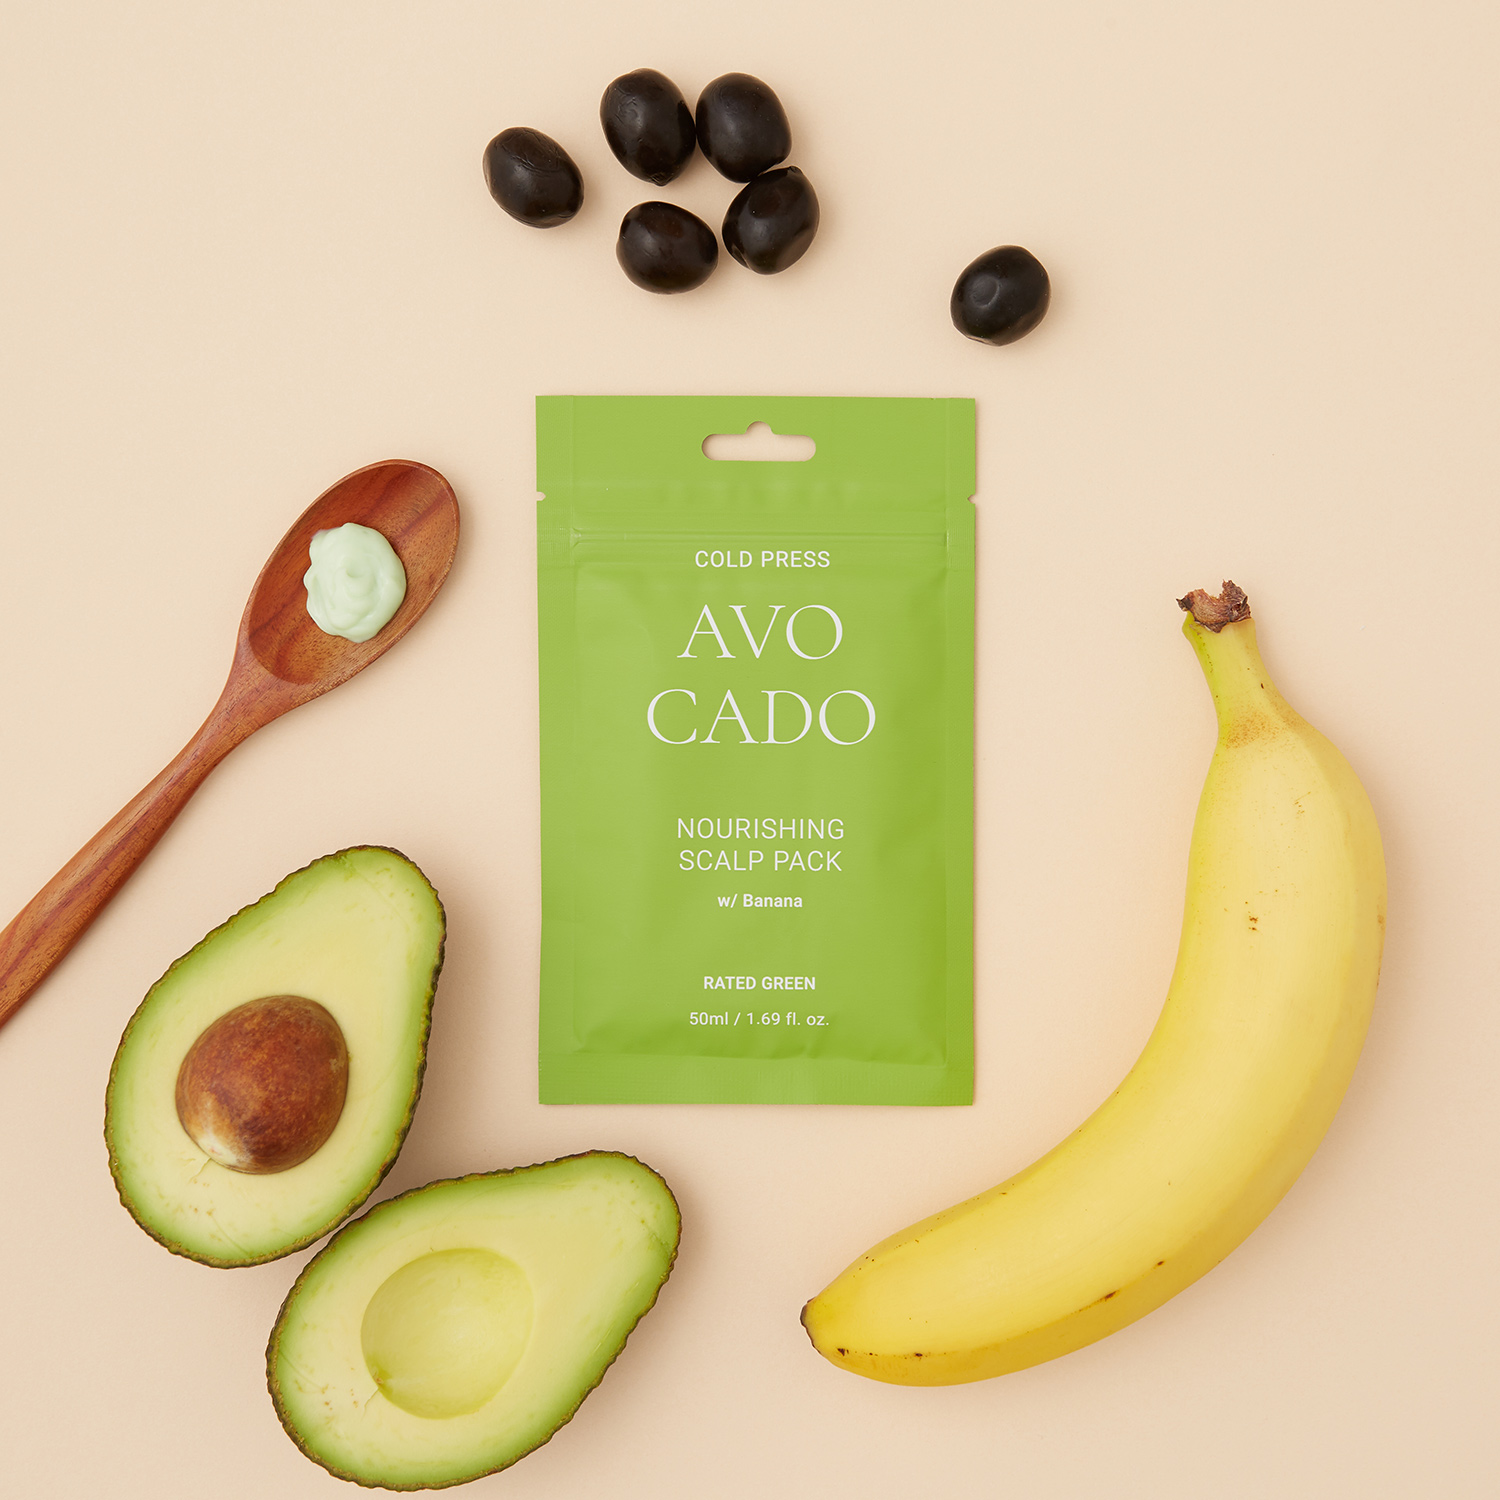 COLD PRESS
AVO
CADO
NOURISHING
SCALP PACK
w/ Banana
RATED GREEN
50ml / 1.69 fl. oz.